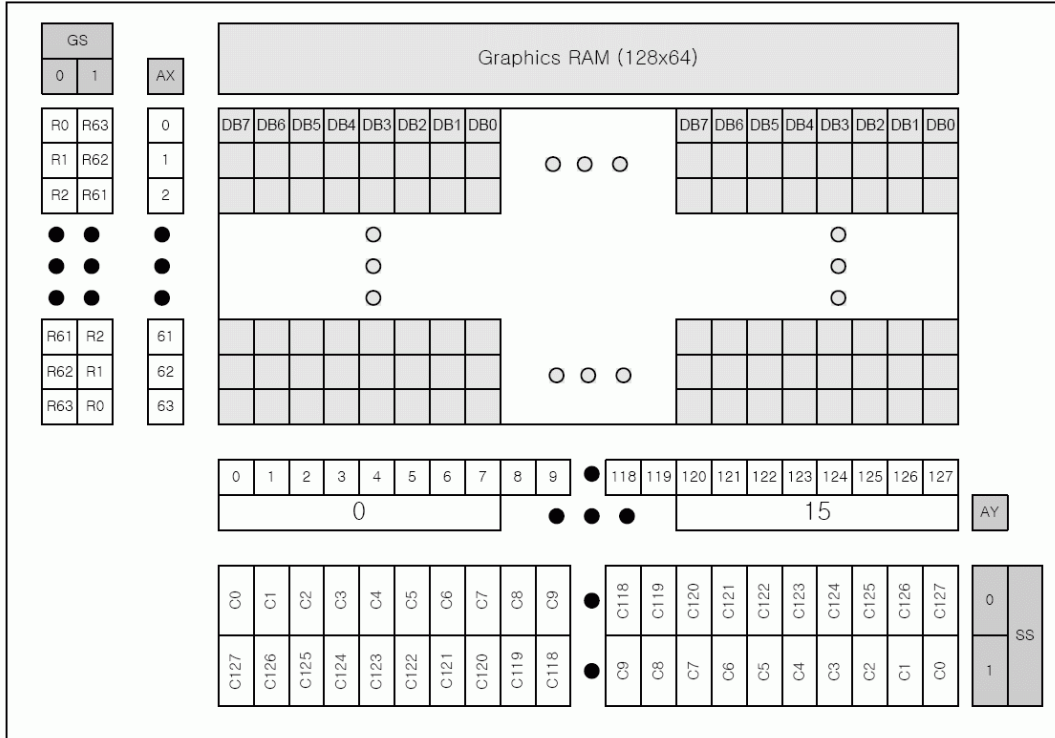 GS
Graphics RAM (128x64)
0 1 AX
R0 R63 0 DB7 DB6 DB5 DB4 DB3 DB2 DB1 DB0 DB7 DB6 DB5 DB4 DB3 DB2 DB1 DB0
R1 R62 1
R2 R61 2
R61 R2 61
R62 R1 62
R63 R0 63
0 1 2 3 4 5 6 7 8 9 118 119 120 121 122 123 124 125 126 127
0 15 AY
C0 C1 C2 C3 C4 C5 C6 C7 C8 C9 C118 C119 C120 C121 C122 C123 C124 C125 C126 C127 0
SS
C127 C126 C125 C124 C123 C122 C121 C120 C119 C118 C9 C8 C7 C6 C5 C4 C3 C2 C1 C0 1